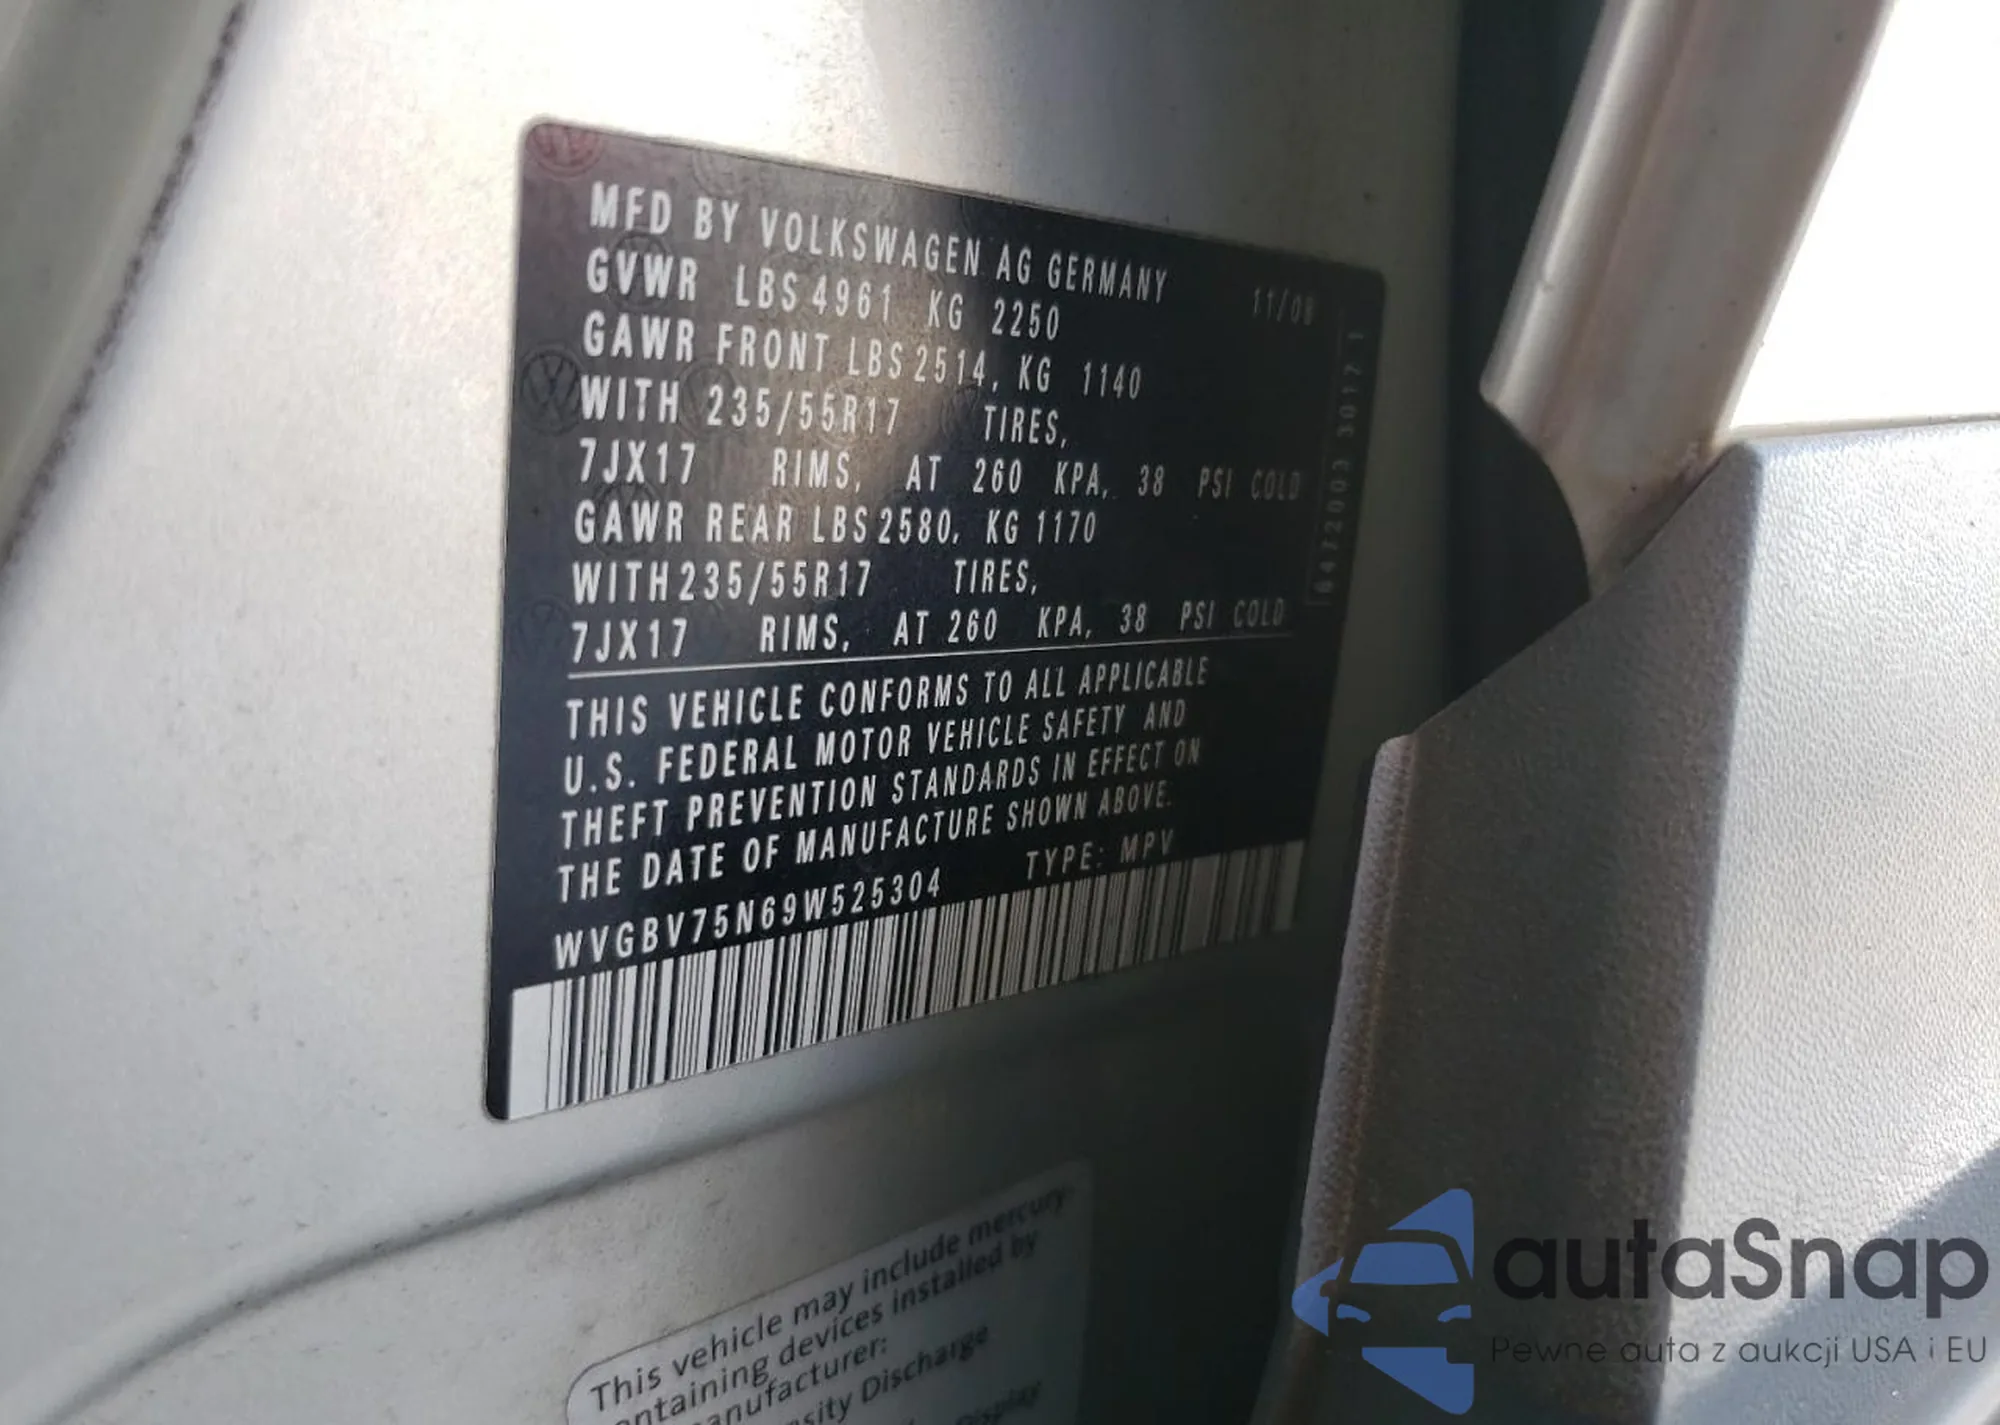 MFD BY VOLKSWAGEN AG GERMANY
GVWR LBS 4961 KG 2250 11/08
GAWR FRONT LBS 2514, KG 1140
WITH 235/55R17 TIRES,
7JX17 RIMS, AT 260 KPA, 38 PSI COLD
GAWR REAR LBS 2580, KG 1170
WITH 235/55R17 TIRES,
7JX17 RIMS, AT 260 KPA, 38 PSI COLD
THIS VEHICLE CONFORMS TO ALL APPLICABLE
U.S. FEDERAL MOTOR VEHICLE SAFETY AND
THEFT PREVENTION STANDARDS IN EFFECT ON
THE DATE OF MANUFACTURE SHOWN ABOVE.
WVGBV75N69W525304 TYPE: MPV
This vehicle may include mercury-
containing devices installed by
manufacturer:
Discharge
Display
autaSnap
Pewne auta z aukcji USA i EU